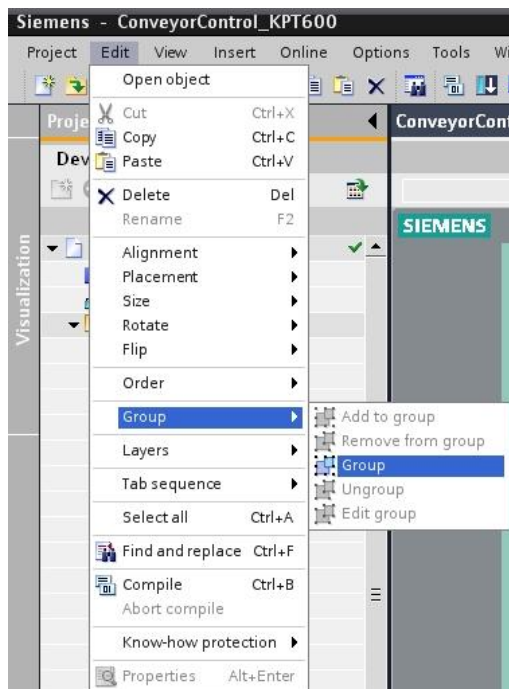 Siemens - ConveyorControl_KPT600
Project Edit View Insert Online Options Tools Wi
Proje
ConveyorCont
Dev
SIEMENS
Visualization
Open object
Cut Ctrl+X
Copy Ctrl+C
Paste Ctrl+V
Delete Del
Rename F2
Alignment
Placement
Size
Rotate
Flip
Order
Group
Add to group
Remove from group
Group
Ungroup
Edit group
Layers
Tab sequence
Select all Ctrl+A
Find and replace Ctrl+F
Compile Ctrl+B
Abort compile
Know-how protection
Properties Alt+Enter